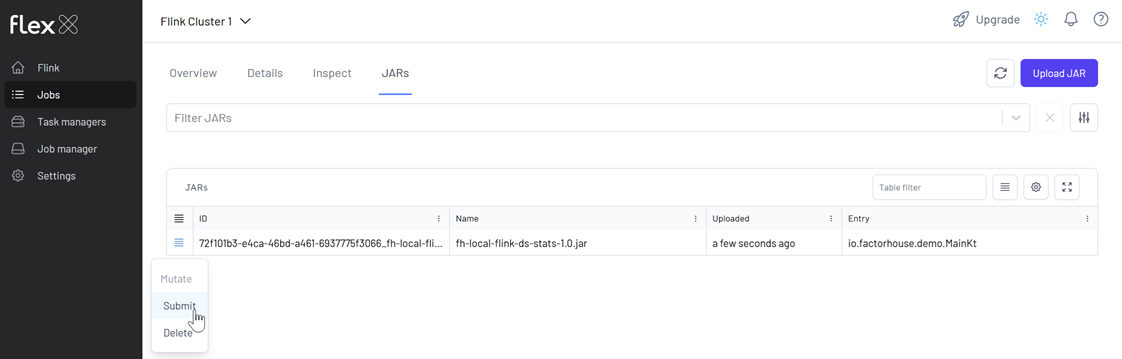 flex
Flink Cluster 1
Upgrade
Flink
Jobs
Task managers
Job manager
Settings
Overview
Details
Inspect
JARs
Upload JAR
Filter JARs
JARs
Table filter
ID
Name
Uploaded
Entry
72f101b3-e4ca-46bd-a461-6937775f3066_fh-local-fli...
fh-local-flink-ds-stats-1.0.jar
a few seconds ago
io.factorhouse.demo.MainKt
Mutate
Submit
Delete